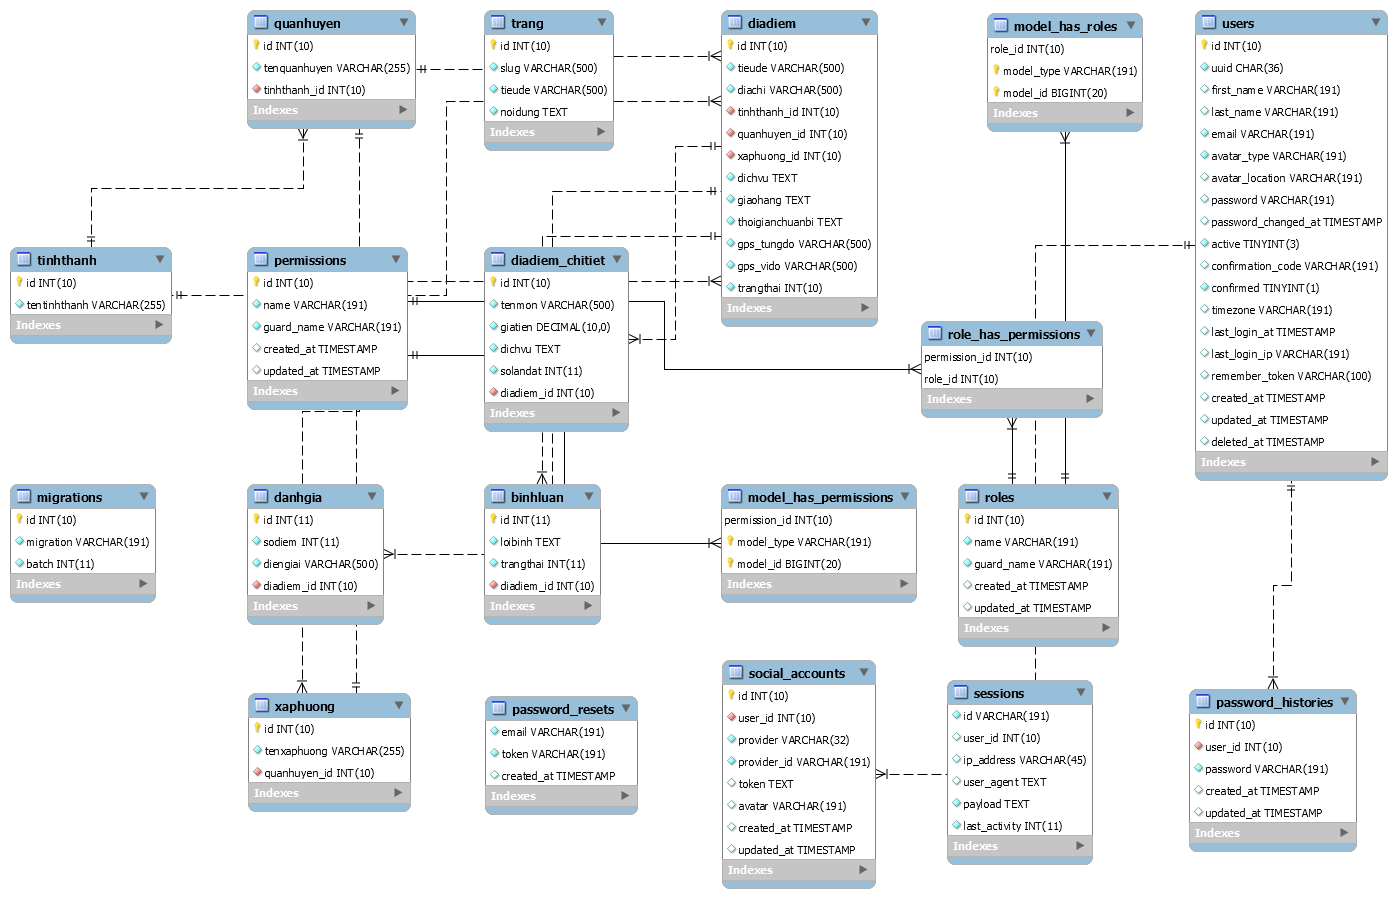 quanhuyen
id INT(10)
tenquanhuyen VARCHAR(255)
tinhthanh_id INT(10)
Indexes
trang
id INT(10)
slug VARCHAR(500)
tieude VARCHAR(500)
noidung TEXT
Indexes
diadiem
id INT(10)
tieude VARCHAR(500)
diachi VARCHAR(500)
tinhthanh_id INT(10)
quanhuyen_id INT(10)
xaphuong_id INT(10)
dichvu TEXT
giaohang TEXT
thoigianchuanbi TEXT
gps_tungdo VARCHAR(500)
gps_vido VARCHAR(500)
trangthai INT(10)
Indexes
model_has_roles
role_id INT(10)
model_type VARCHAR(191)
model_id BIGINT(20)
Indexes
users
id INT(10)
uuid CHAR(36)
first_name VARCHAR(191)
last_name VARCHAR(191)
email VARCHAR(191)
avatar_type VARCHAR(191)
avatar_location VARCHAR(191)
password VARCHAR(191)
password_changed_at TIMESTAMP
active TINYINT(3)
confirmation_code VARCHAR(191)
confirmed TINYINT(1)
timezone VARCHAR(191)
last_login_at TIMESTAMP
last_login_ip VARCHAR(191)
remember_token VARCHAR(100)
created_at TIMESTAMP
updated_at TIMESTAMP
deleted_at TIMESTAMP
Indexes
tinhthanh
id INT(10)
tentinhthanh VARCHAR(255)
Indexes
permissions
id INT(10)
name VARCHAR(191)
guard_name VARCHAR(191)
created_at TIMESTAMP
updated_at TIMESTAMP
Indexes
diadiem_chitiet
id INT(10)
tenmon VARCHAR(500)
giatien DECIMAL(10,0)
dichvu TEXT
solandat INT(11)
diadiem_id INT(10)
Indexes
role_has_permissions
permission_id INT(10)
role_id INT(10)
Indexes
migrations
id INT(10)
migration VARCHAR(191)
batch INT(11)
Indexes
danhgia
id INT(11)
sodiem INT(11)
diengiai VARCHAR(500)
diadiem_id INT(10)
Indexes
binhluan
id INT(11)
loibinh TEXT
trangthai INT(11)
diadiem_id INT(10)
Indexes
model_has_permissions
permission_id INT(10)
model_type VARCHAR(191)
model_id BIGINT(20)
Indexes
roles
id INT(10)
name VARCHAR(191)
guard_name VARCHAR(191)
created_at TIMESTAMP
updated_at TIMESTAMP
Indexes
xaphuong
id INT(10)
tenxaphuong VARCHAR(255)
quanhuyen_id INT(10)
Indexes
password_resets
email VARCHAR(191)
token VARCHAR(191)
created_at TIMESTAMP
Indexes
social_accounts
id INT(10)
user_id INT(10)
provider VARCHAR(32)
provider_id VARCHAR(191)
token TEXT
avatar VARCHAR(191)
created_at TIMESTAMP
updated_at TIMESTAMP
Indexes
sessions
id VARCHAR(191)
user_id INT(10)
ip_address VARCHAR(45)
user_agent TEXT
payload TEXT
last_activity INT(11)
Indexes
password_histories
id INT(10)
user_id INT(10)
password VARCHAR(191)
created_at TIMESTAMP
updated_at TIMESTAMP
Indexes